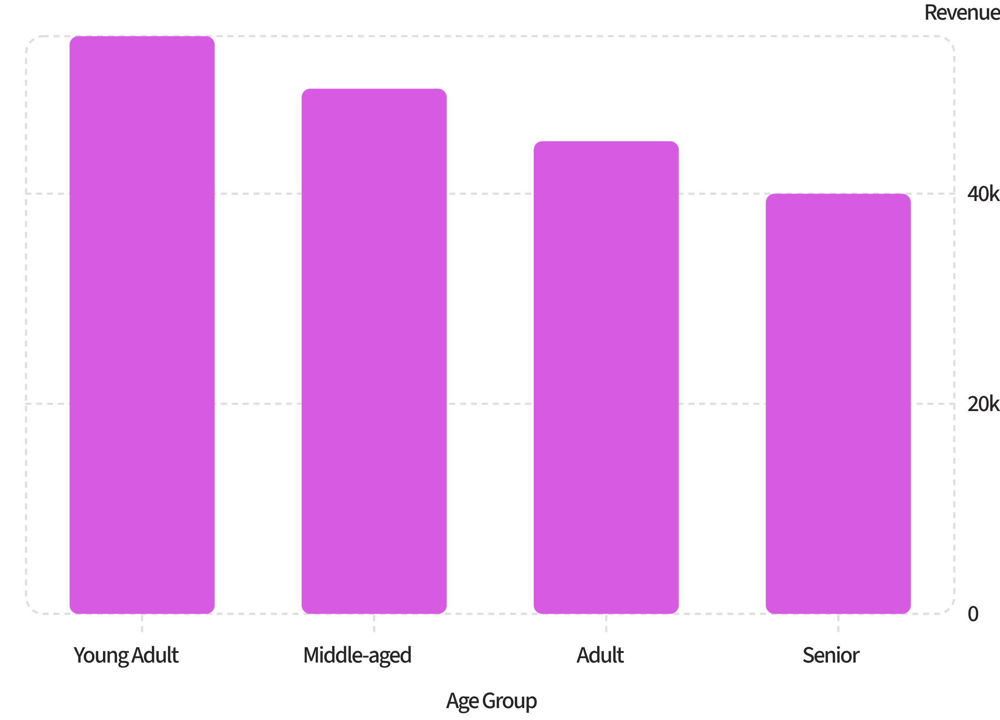 Revenue
40k
20k
0
Young Adult
Middle-aged
Adult
Senior
Age Group